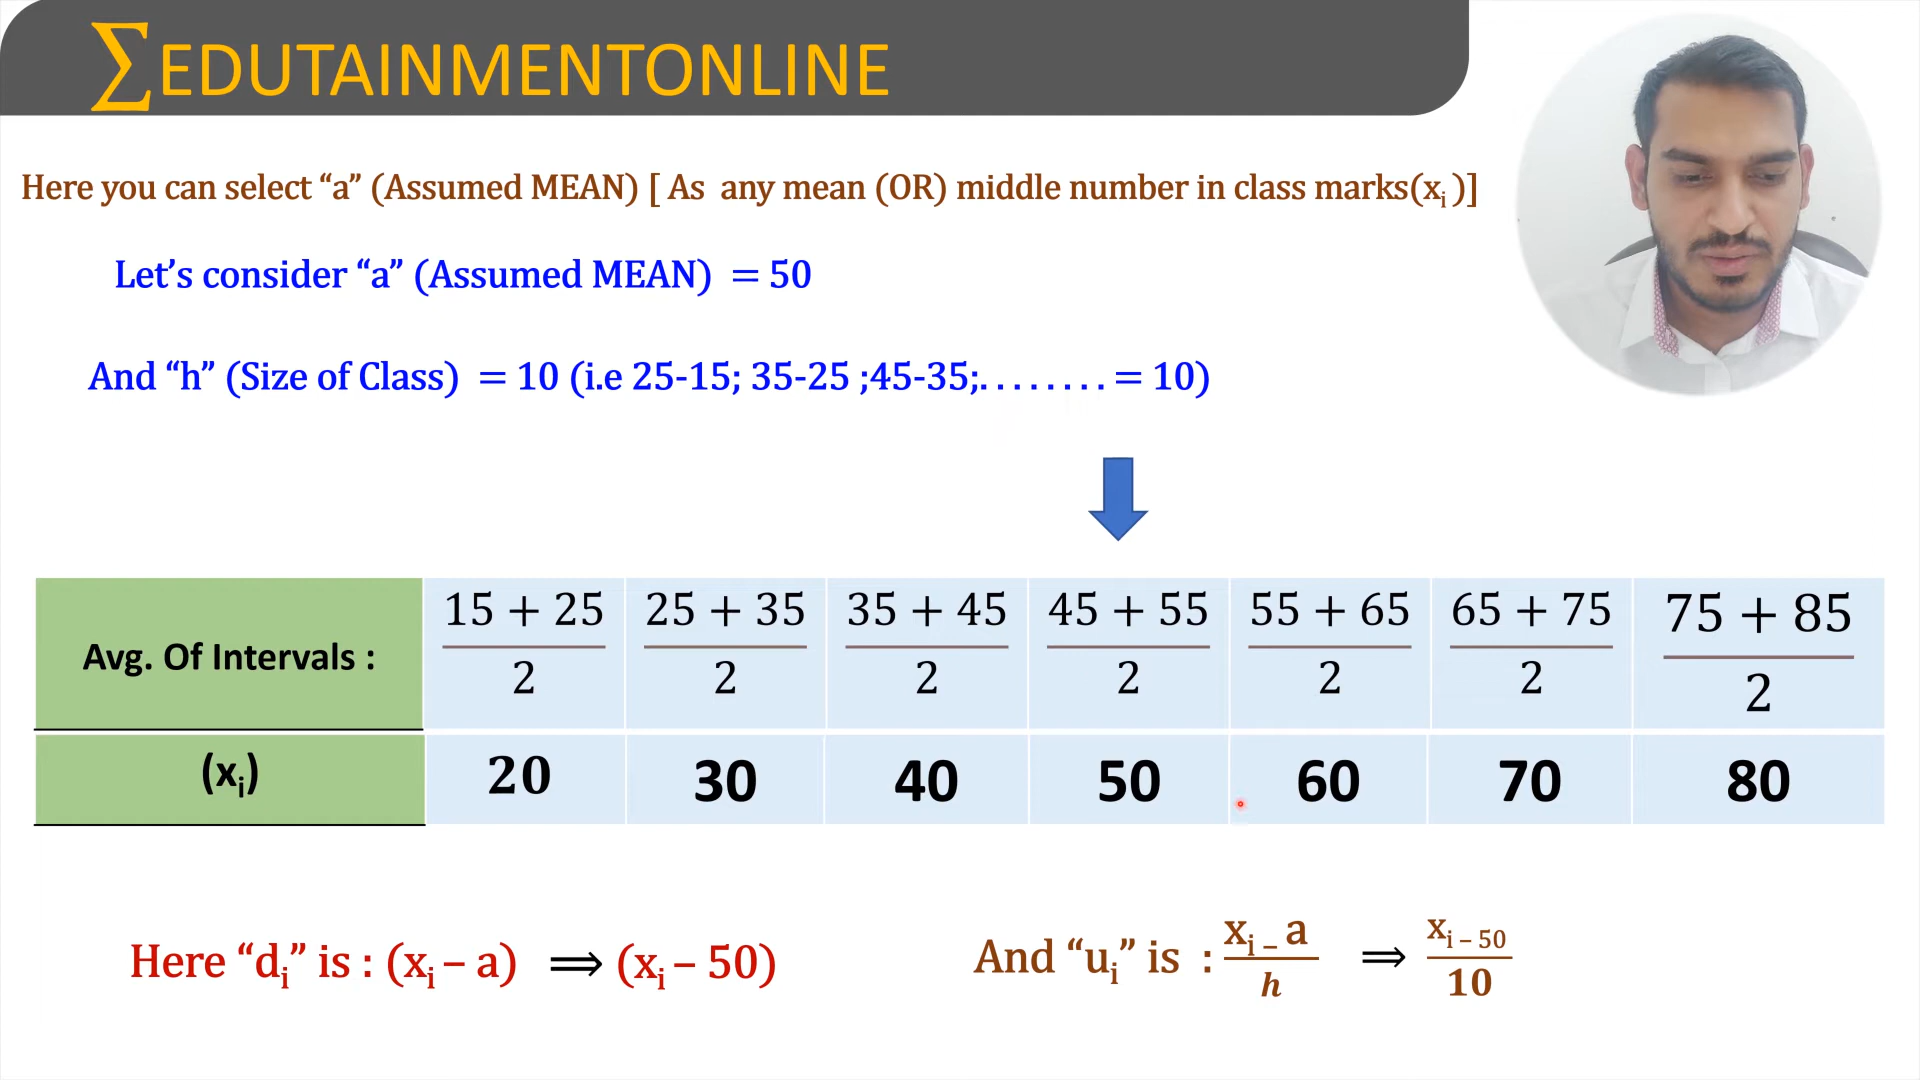 ∑EDUTAINMENTONLINE
Here you can select “a” (Assumed MEAN) [ As any mean (OR) middle number in class marks(xᵢ )]
Let’s consider “a” (Assumed MEAN) = 50
And “h” (Size of Class) = 10 (i.e 25-15; 35-25 ;45-35;. . . . . . . . = 10)
Avg. Of Intervals : (15 + 25)/2 (25 + 35)/2 (35 + 45)/2 (45 + 55)/2 (55 + 65)/2 (65 + 75)/2 (75 + 85)/2
(xᵢ) 20 30 40 50 60 70 80
Here “dᵢ” is : (xᵢ – a) ⟹ (xᵢ – 50)
And “uᵢ” is : (xᵢ – a)/h ⟹ (xᵢ – 50)/10